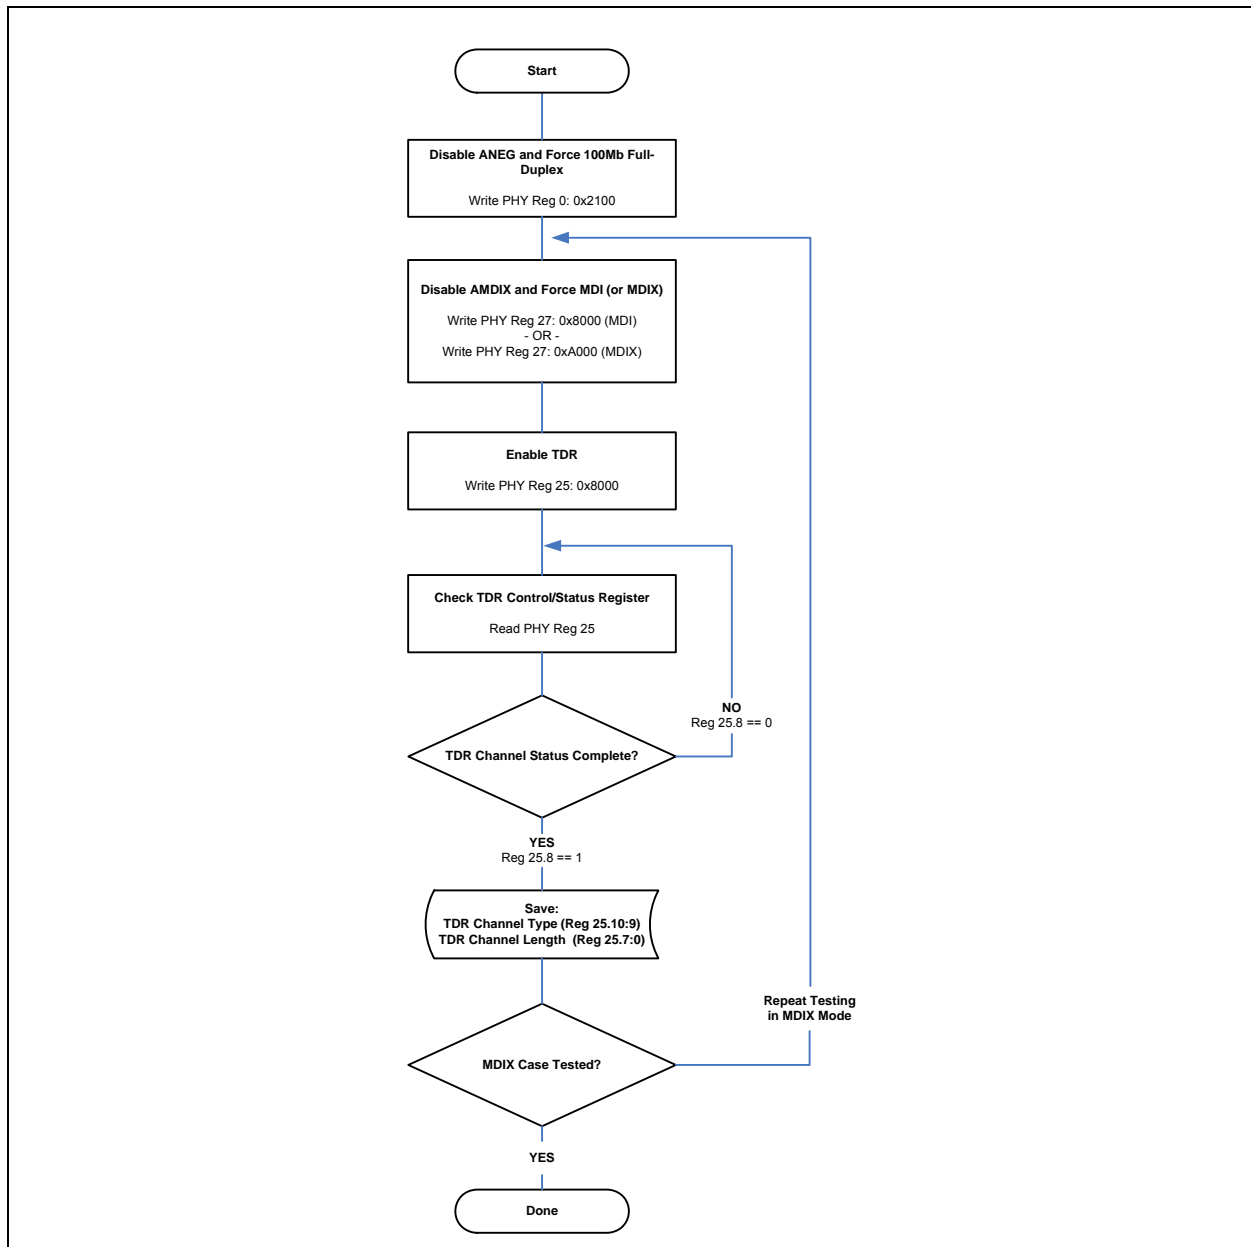 Start
Disable ANEG and Force 100Mb Full-
Duplex
Write PHY Reg 0: 0x2100
Disable AMDIX and Force MDI (or MDIX)
Write PHY Reg 27: 0x8000 (MDI)
- OR -
Write PHY Reg 27: 0xA000 (MDIX)
Enable TDR
Write PHY Reg 25: 0x8000
Check TDR Control/Status Register
Read PHY Reg 25
NO
Reg 25.8 == 0
TDR Channel Status Complete?
YES
Reg 25.8 == 1
Save:
TDR Channel Type (Reg 25.10:9)
TDR Channel Length (Reg 25.7:0)
Repeat Testing
in MDIX Mode
MDIX Case Tested?
YES
Done